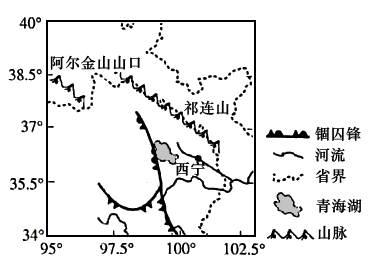 40°
阿尔金山山口
38.5°
祁连山
37°
西宁
35.5°
34°
95°
97.5°
100°
102.5°
锢囚锋
河流
省界
青海湖
山脉